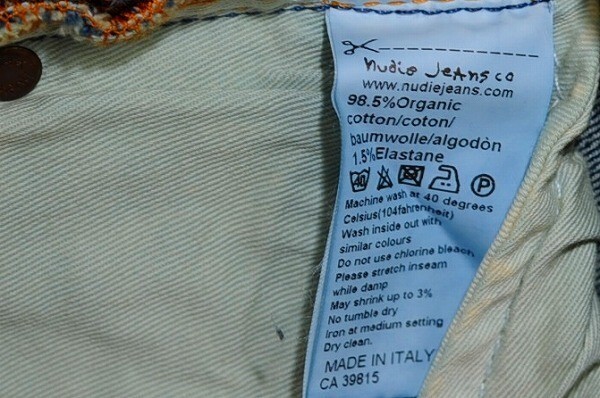 nudie jeans co
www.nudiejeans.com
98.5%Organic
cotton/coton/
baumwolle/algodòn
1.5%Elastane
40 P
Machine wash at 40 degrees
Celsius(104fahrenheit)
Wash inside out with
similar colours
Do not use chlorine bleach
Please stretch inseam
while damp
May shrink up to 3%
No tumble dry
Iron at medium setting
Dry clean.
MADE IN ITALY
CA 39815